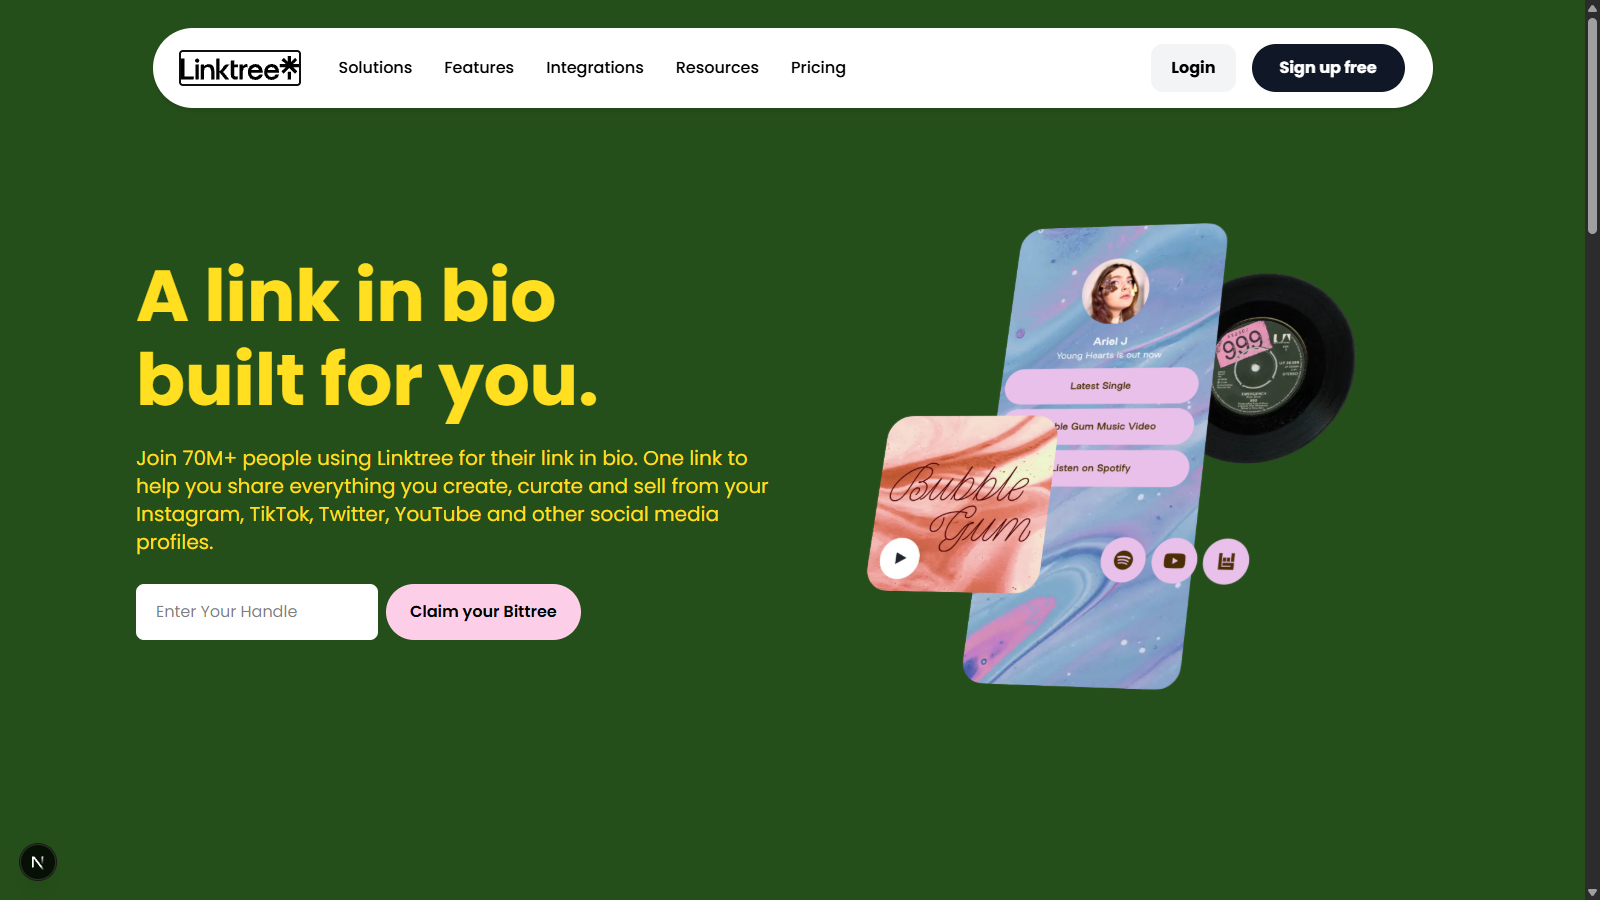 Linktree
Solutions
Features
Integrations
Resources
Pricing
Login
Sign up free
A link in bio
built for you.
Join 70M+ people using Linktree for their link in bio. One link to
help you share everything you create, curate and sell from your
Instagram, TikTok, Twitter, YouTube and other social media
profiles.
Enter Your Handle
Claim your Bittree
Ariel J
Young Hearts is out now
Latest Single
ble Gum Music Video
Listen on Spotify
Bubble
Gum
999
N